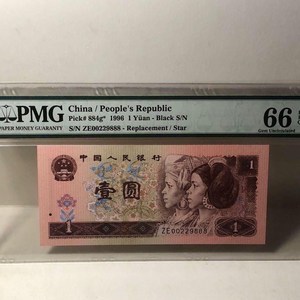 PMG
PAPER MONEY GUARANTY
China / People's Republic
Pick# 884g* 1996 1 Yüan - Black S/N
S/N ZE00229888 - Replacement / Star
66
Gem Uncirculated
中国人民银行
1
壹圆
1
ZE00229888